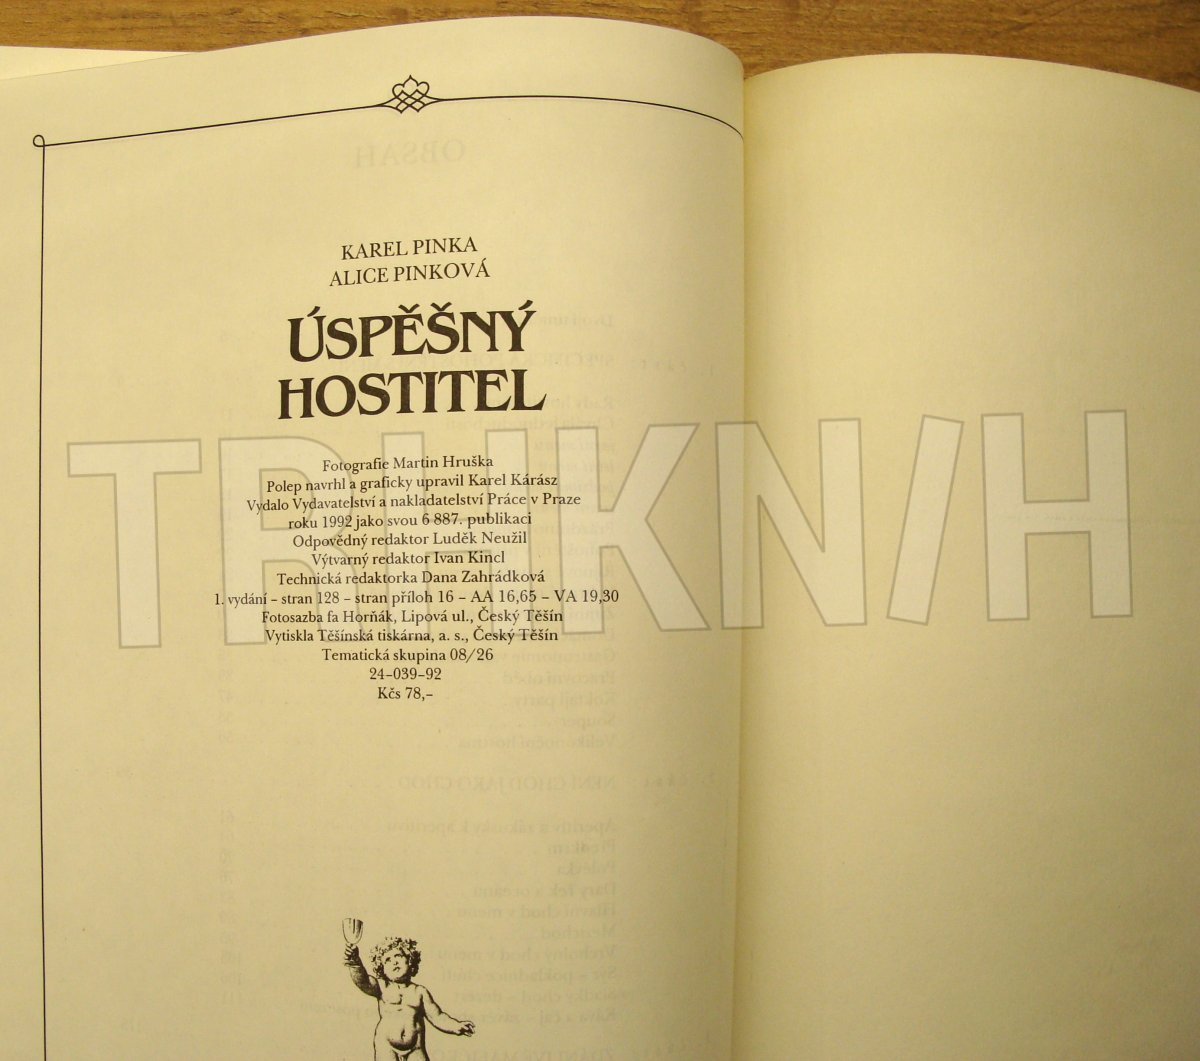 KAREL PINKA
ALICE PINKOVÁ
ÚSPĚŠNÝ
HOSTITEL
Fotografie Martin Hruška
Polep navrhl a graficky upravil Karel Kárász
Vydalo Vydavatelství a nakladatelství Práce v Praze
roku 1992 jako svou 6 887. publikaci
Odpovědný redaktor Luděk Neužil
Výtvarný redaktor Ivan Kincl
Technická redaktorka Dana Zahrádková
1. vydání – stran 128 – stran příloh 16 – AA 16,65 – VA 19,30
Fotosazba fa Horňák, Lipová ul., Český Těšín
Vytiskla Těšínská tiskárna, a. s., Český Těšín
Tematická skupina 08/26
24-039-92
Kčs 78,-
TRHKN/H